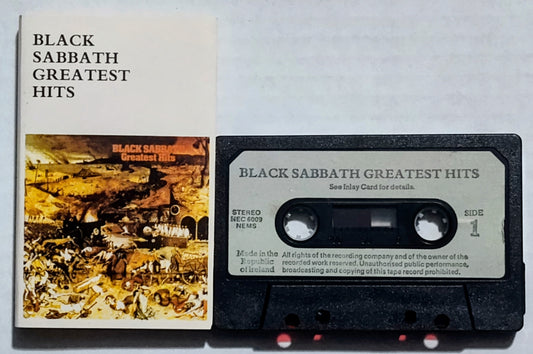 BLACK
SABBATH
GREATEST
HITS
BLACK SABBATH
Greatest Hits
BLACK SABBATH GREATEST HITS
See Inlay Card for details.
STEREO
NEC 6009
NEMS
SIDE
1
Made in the
Republic
of Ireland
All rights of the recording company and of the owner of the
recorded work reserved. Unauthorised public performance,
broadcasting and copying of this tape record prohibited.